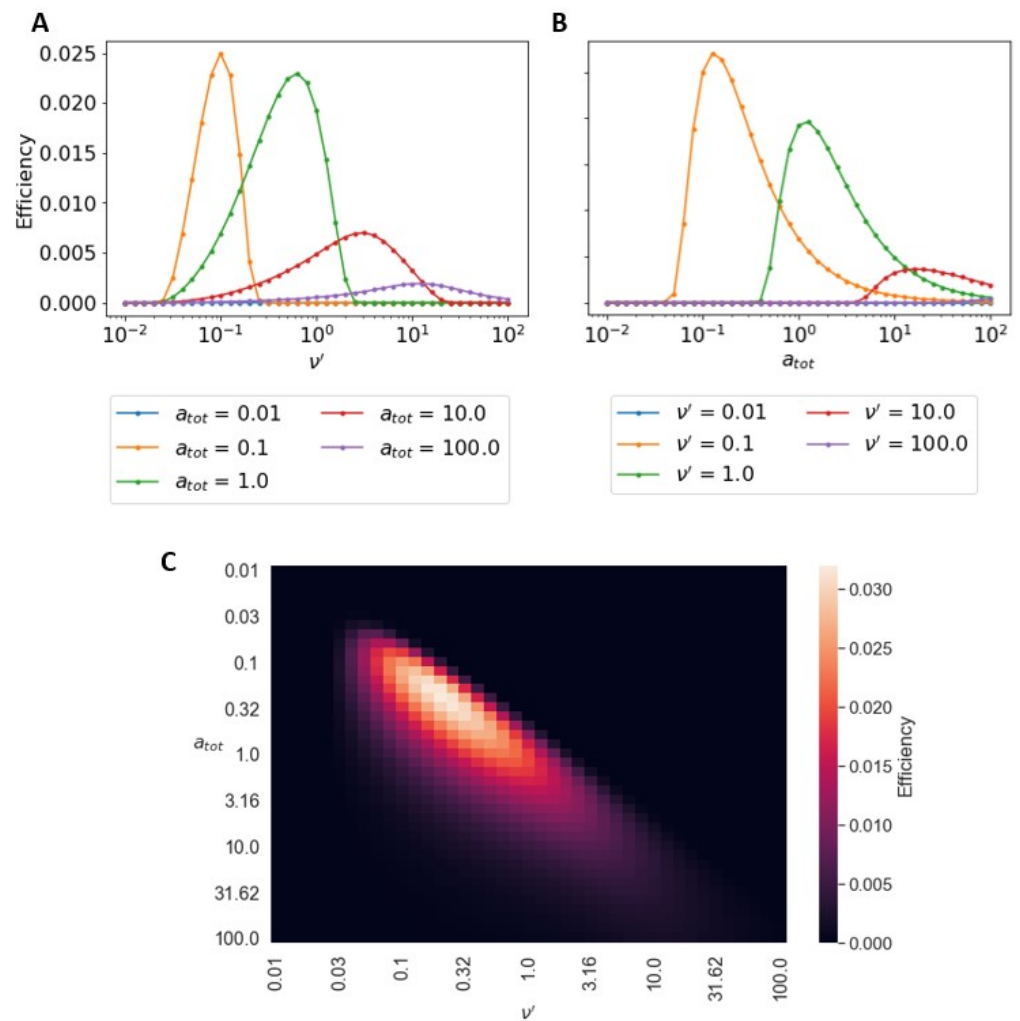 A
B
Efficiency
0.025
0.020
0.015
0.010
0.005
0.000
10⁻² 10⁻¹ 10⁰ 10¹ 10²
ν′
10⁻² 10⁻¹ 10⁰ 10¹ 10²
a_tot
a_tot = 0.01 a_tot = 10.0
a_tot = 0.1 a_tot = 100.0
a_tot = 1.0
ν′ = 0.01 ν′ = 10.0
ν′ = 0.1 ν′ = 100.0
ν′ = 1.0
C
a_tot
0.01
0.03
0.1
0.32
1.0
3.16
10.0
31.62
100.0
0.01 0.03 0.1 0.32 1.0 3.16 10.0 31.62 100.0
ν′
0.030
0.025
0.020
0.015
0.010
0.005
0.000
Efficiency